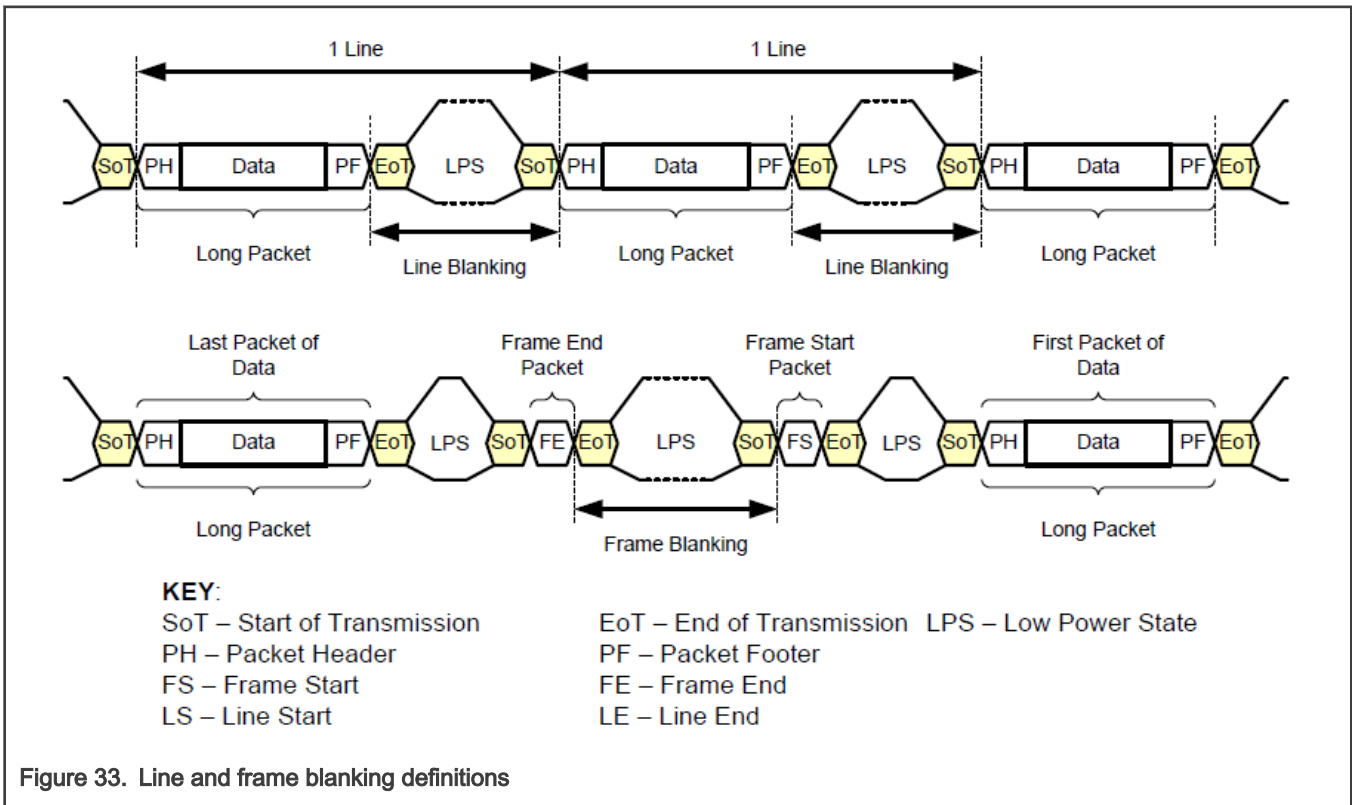 1 Line 1 Line
SoT PH Data PF EoT LPS SoT PH Data PF EoT LPS SoT PH Data PF EoT
Long Packet Line Blanking Long Packet Line Blanking Long Packet
Last Packet of Data Frame End Packet Frame Start Packet First Packet of Data
SoT PH Data PF EoT LPS SoT FE EoT LPS SoT FS EoT LPS SoT PH Data PF EoT
Long Packet Frame Blanking Long Packet
KEY:
SoT – Start of Transmission EoT – End of Transmission LPS – Low Power State
PH – Packet Header PF – Packet Footer
FS – Frame Start FE – Frame End
LS – Line Start LE – Line End
Figure 33. Line and frame blanking definitions